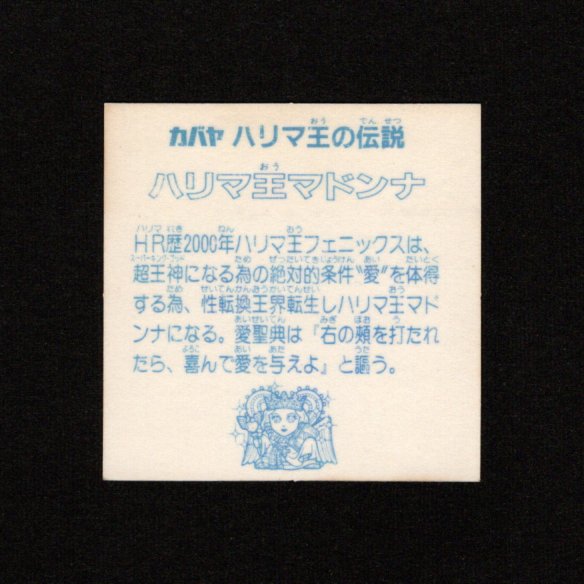 カバヤ ハリマ王の伝説
ハリマ王マドンナ
HR歴2000年ハリマ王フェニックスは、
超王神になる為の絶対的条件"愛"を体得
する為、性転換王界転生しハリマ王マド
ンナになる。愛聖典は『右の頬を打たれ
たら、喜んで愛を与えよ』と謳う。